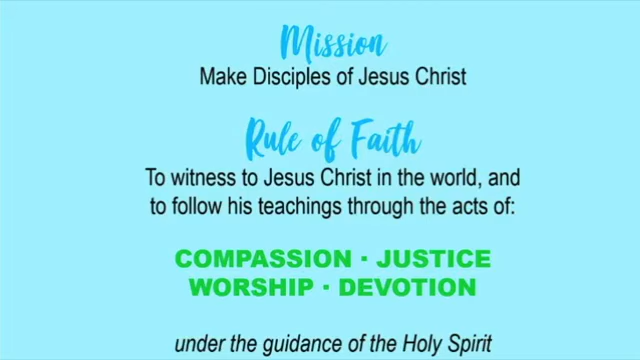 Mission
Make Disciples of Jesus Christ
Rule of Faith
To witness to Jesus Christ in the world, and
to follow his teachings through the acts of:
COMPASSION · JUSTICE
WORSHIP · DEVOTION
under the guidance of the Holy Spirit